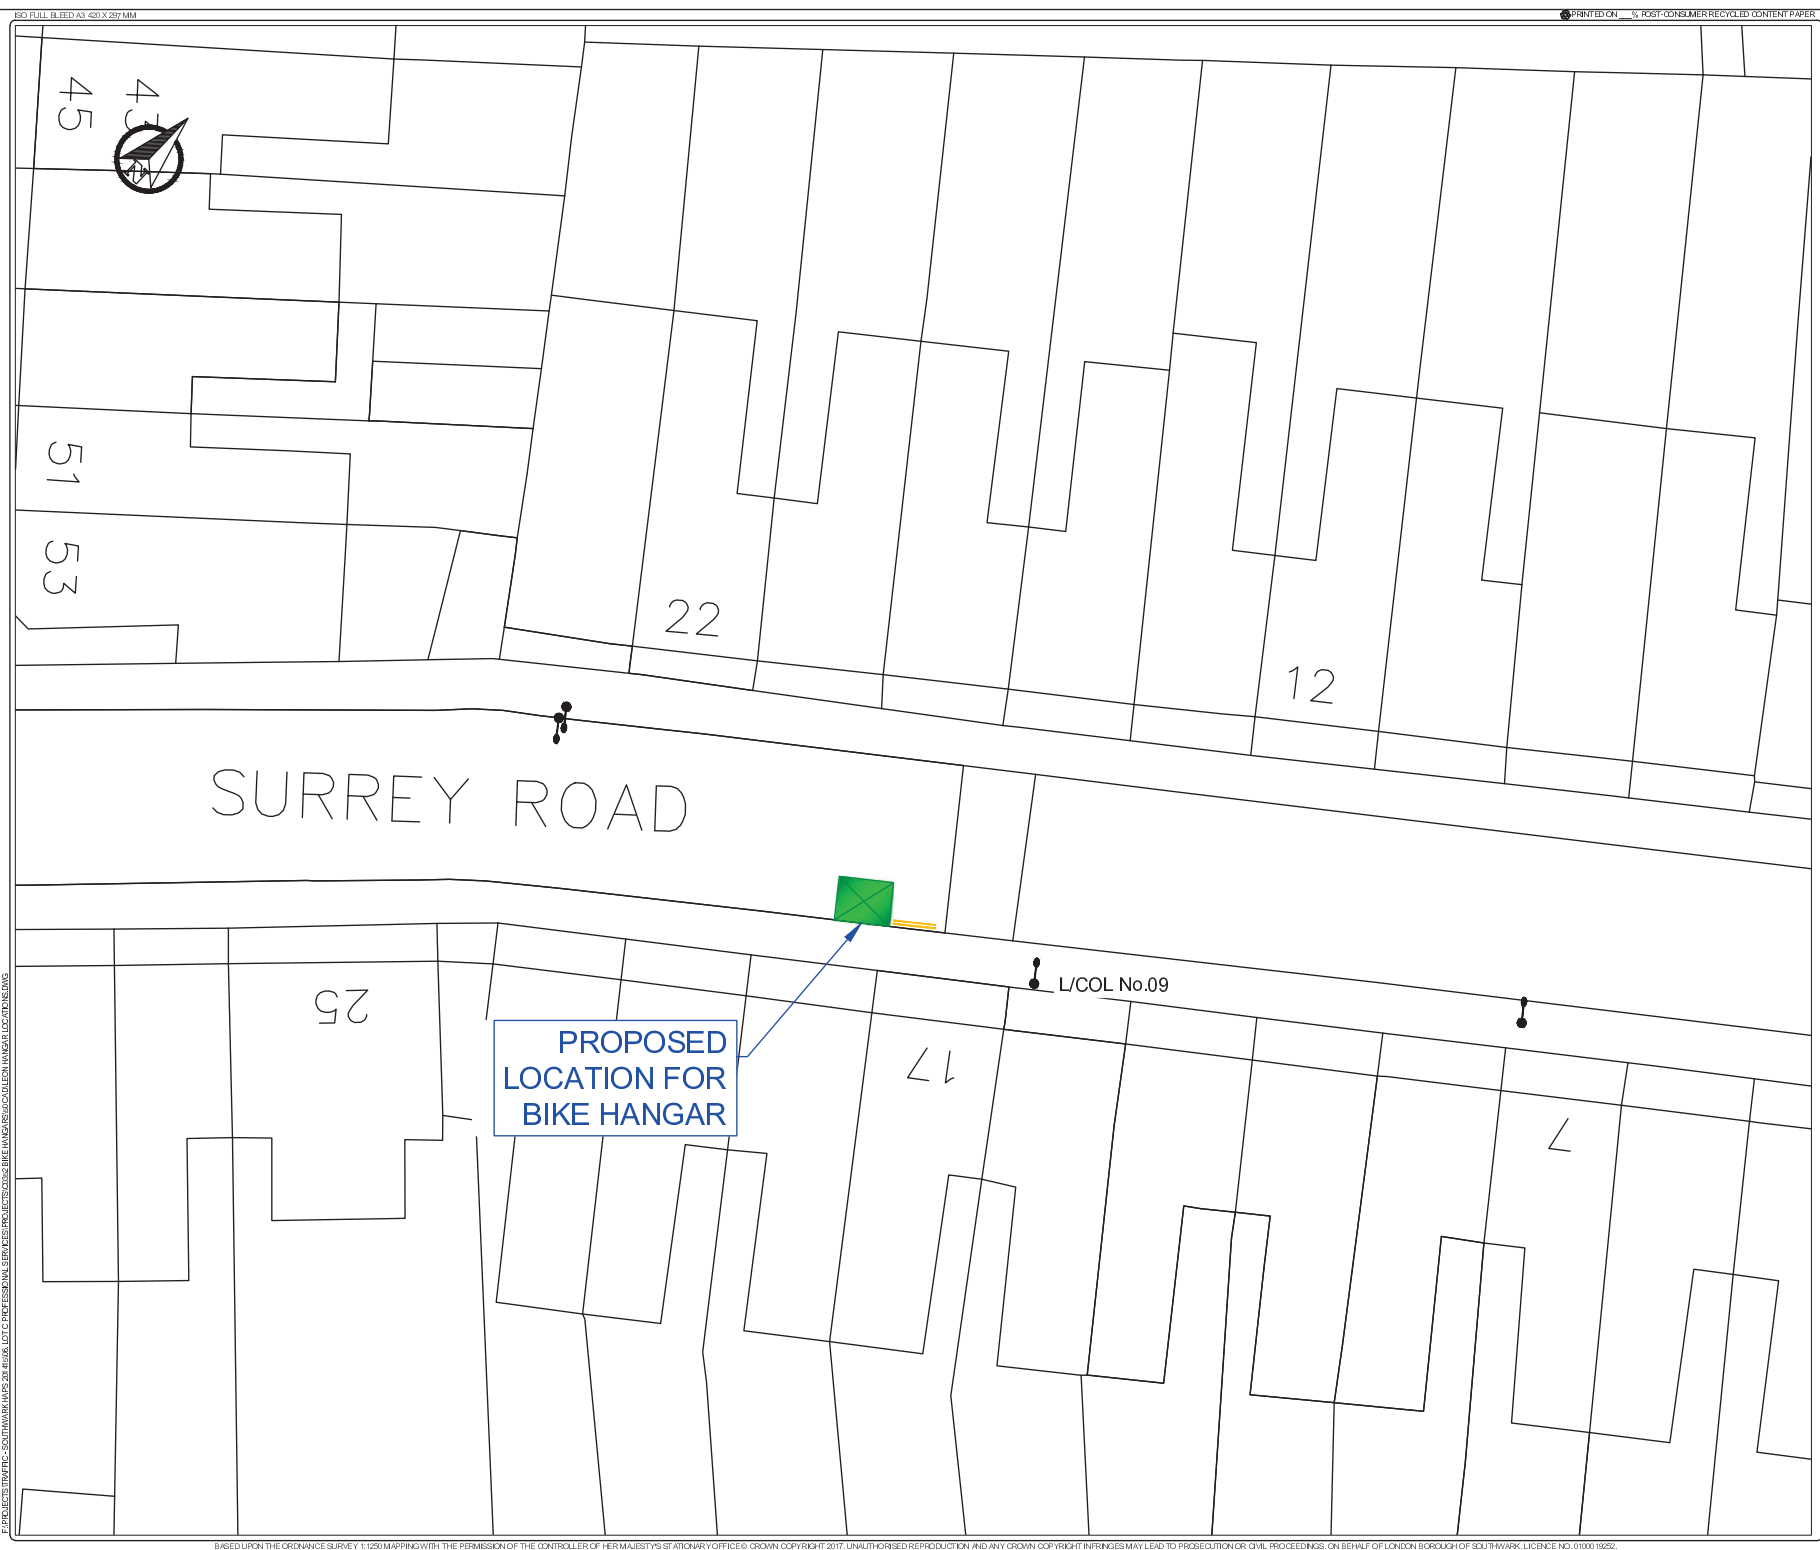 ISO FULL BLEED A3 420 X 297 MM
PRINTED ON ___% POST-CONSUMER RECYCLED CONTENT PAPER
45
43
51
53
22
12
SURREY ROAD
L/COL No.09
25
PROPOSED
LOCATION FOR
BIKE HANGAR
17
7
BASED UPON THE ORDNANCE SURVEY 1:1250 MAPPING WITH THE PERMISSION OF THE CONTROLLER OF HER MAJESTY'S STATIONARY OFFICE © CROWN COPYRIGHT 2017. UNAUTHORISED REPRODUCTION AND ANY CROWN COPYRIGHT INFRINGES MAY LEAD TO PROSECUTION OR CIVIL PROCEEDINGS. ON BEHALF OF LONDON BOROUGH OF SOUTHWARK. LICENCE NO. 0100019252.